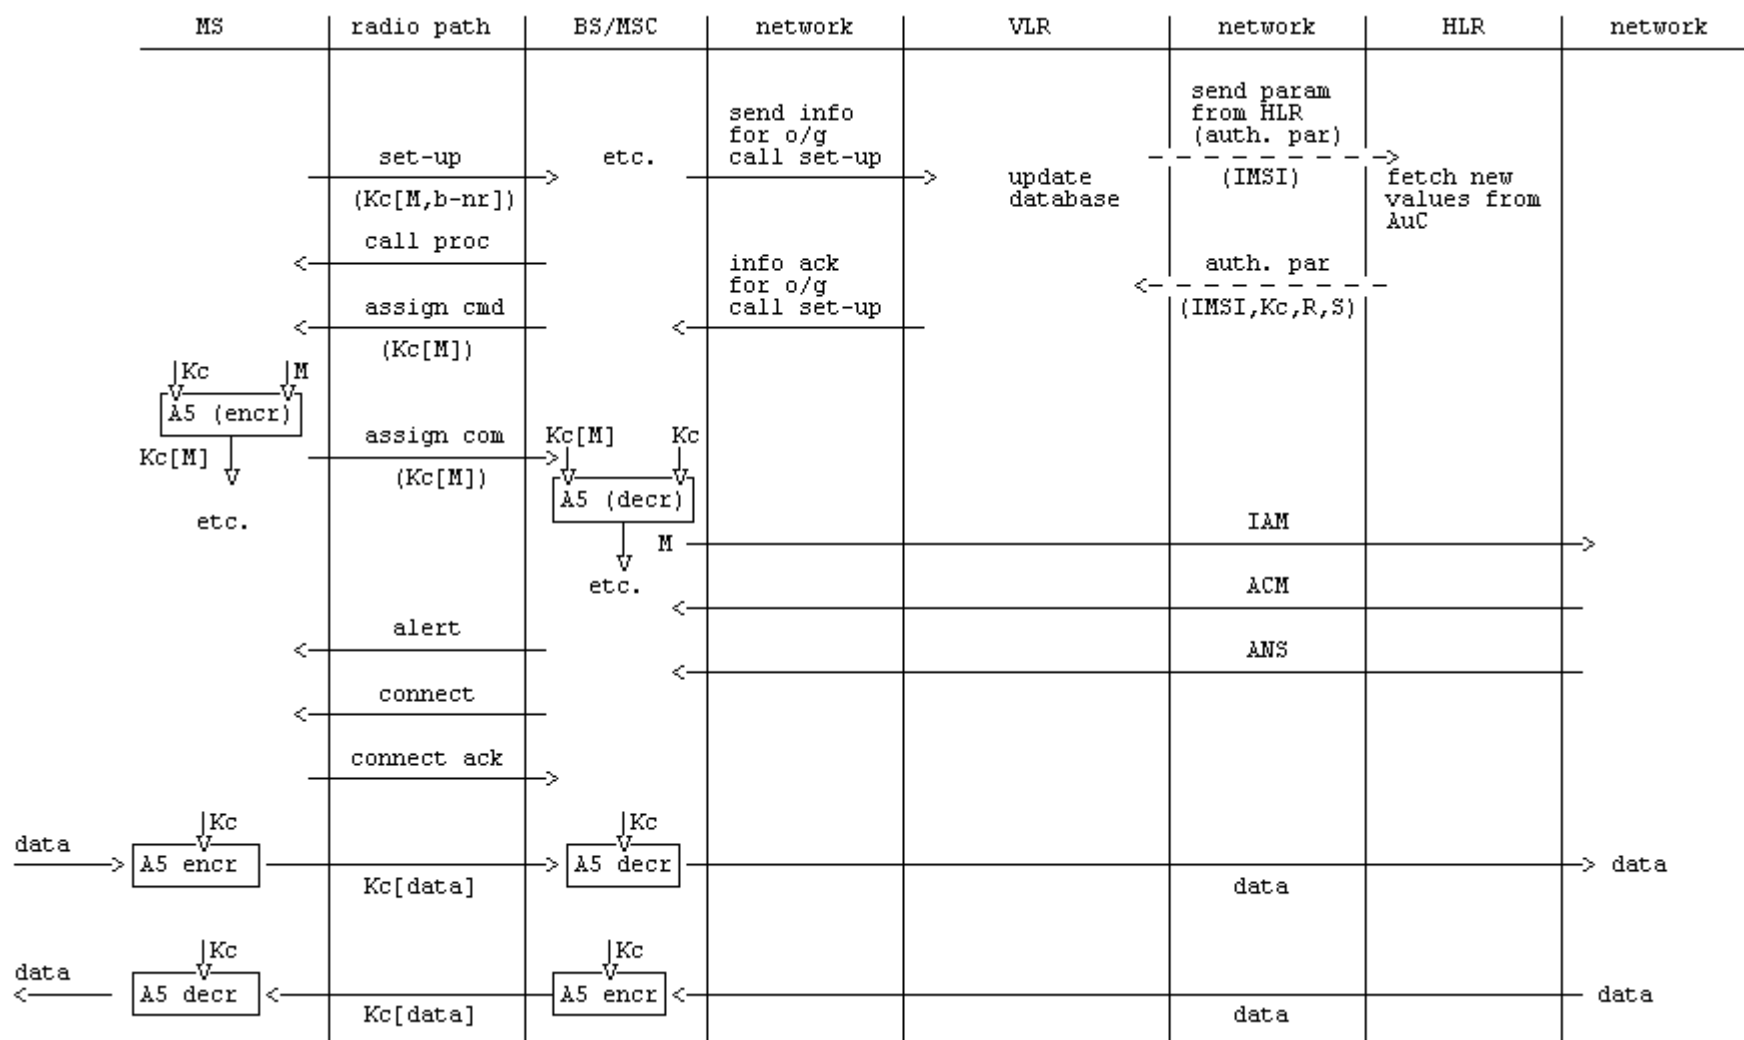 MS radio path BS/MSC network VLR network HLR network
send param
send info from HLR
for o/g (auth. par)
set-up etc. call set-up
(Kc[M,b-nr]) update (IMSI) fetch new
database values from
AuC
call proc
info ack auth. par
for o/g
assign cmd call set-up (IMSI,Kc,R,S)
(Kc[M])
Kc M
A5 (encr)
assign com Kc[M] Kc
Kc[M]
(Kc[M])
A5 (decr)
etc. IAM
M
etc. ACM
alert
ANS
connect
connect ack
Kc Kc
data
A5 encr A5 decr data
Kc[data] data
Kc Kc
data
A5 decr A5 encr data
Kc[data] data